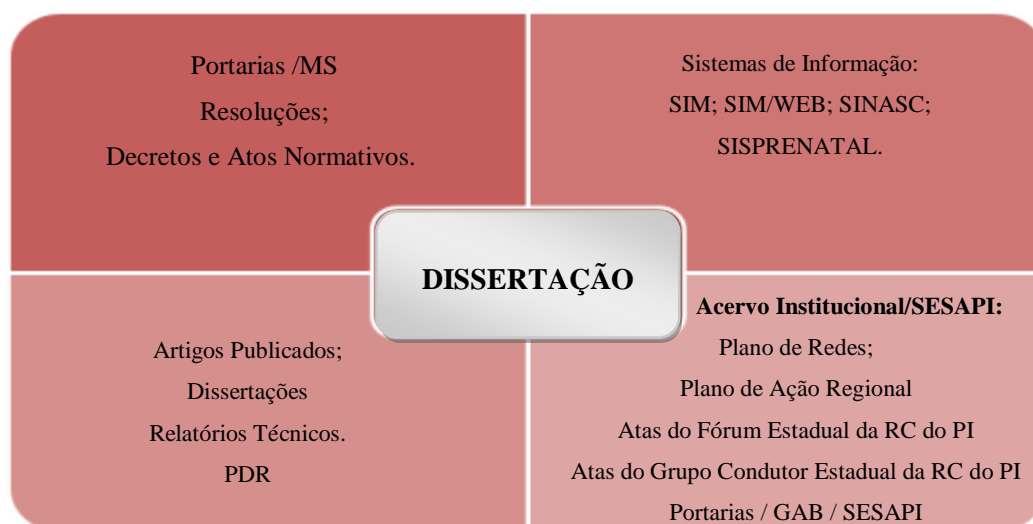 Portarias /MS
Resoluções;
Decretos e Atos Normativos.
Sistemas de Informação:
SIM; SIM/WEB; SINASC;
SISPRENATAL.
DISSERTAÇÃO
Artigos Publicados;
Dissertações
Relatórios Técnicos.
PDR
Acervo Institucional/SESAPI:
Plano de Redes;
Plano de Ação Regional
Atas do Fórum Estadual da RC do PI
Atas do Grupo Condutor Estadual da RC do PI
Portarias / GAB / SESAPI